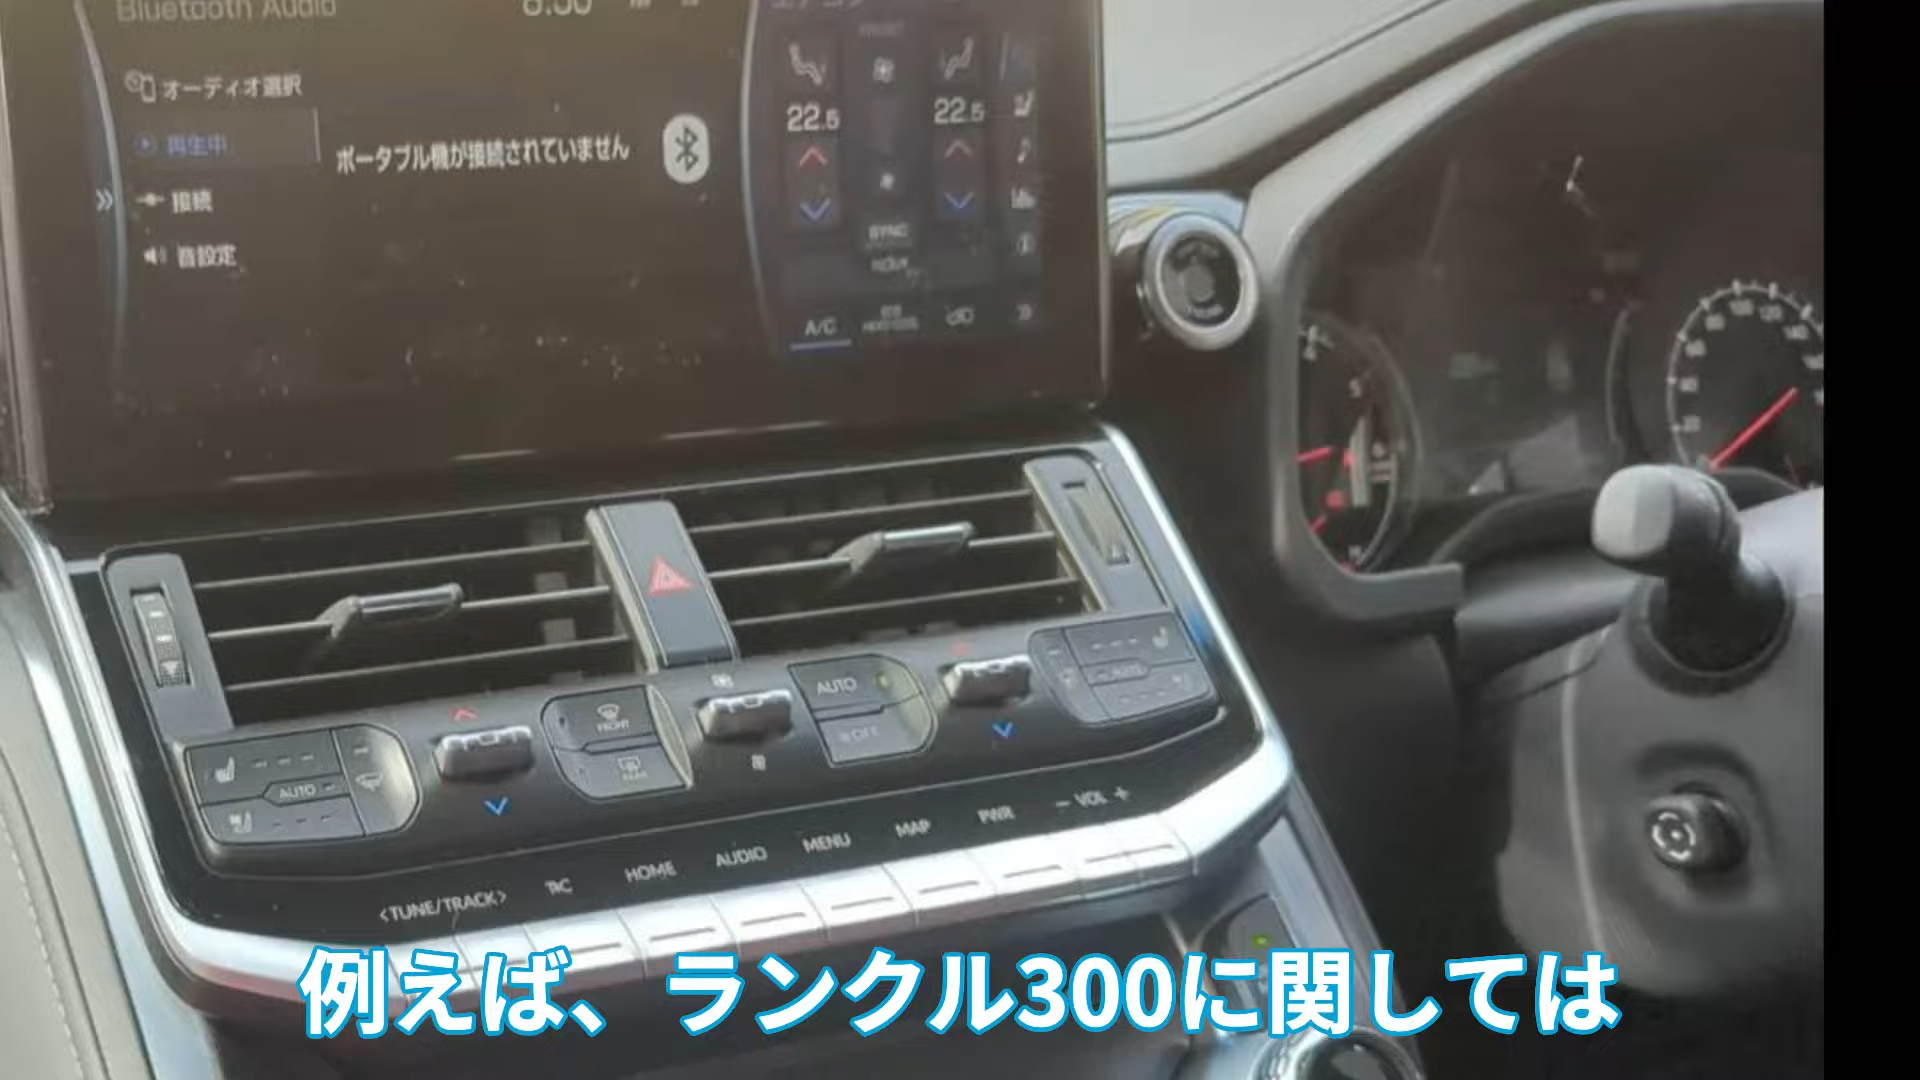 Bluetooth Audio
オーディオ選択
再生中
ポータブル機が接続されていません
接続
音設定
22.5
22.5
SYNC
A/C
AUTO
FRONT
REAR
AUTO
OFF
AUTO
<TUNE/TRACK>
T/C
HOME
AUDIO
MENU
MAP
PWR
- VOL +
例えば、ランクル300に関しては